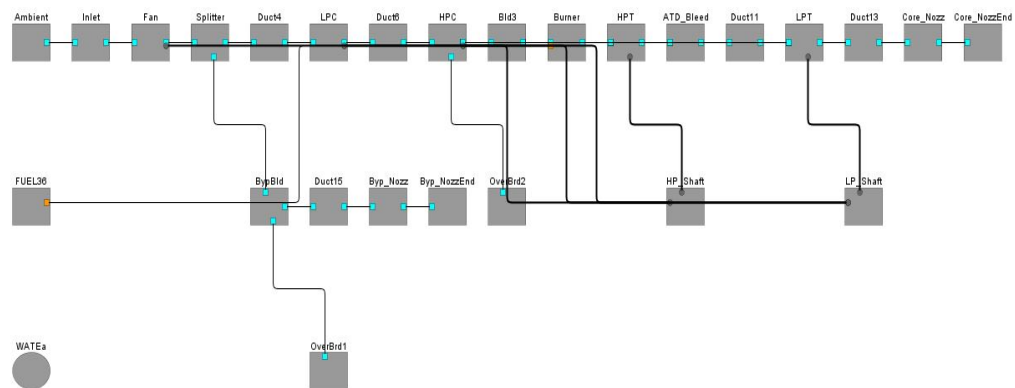 Ambient Inlet Fan Splitter Duct4 LPC Duct6 HPC Bld3 Burner HPT ATD_Bleed Duct11 LPT Duct13 Core_Nozz Core_NozzEnd
FUEL36 BypBld Duct15 Byp_Nozz Byp_NozzEnd OverBrd2 HP_Shaft LP_Shaft
WATEa OverBrd1